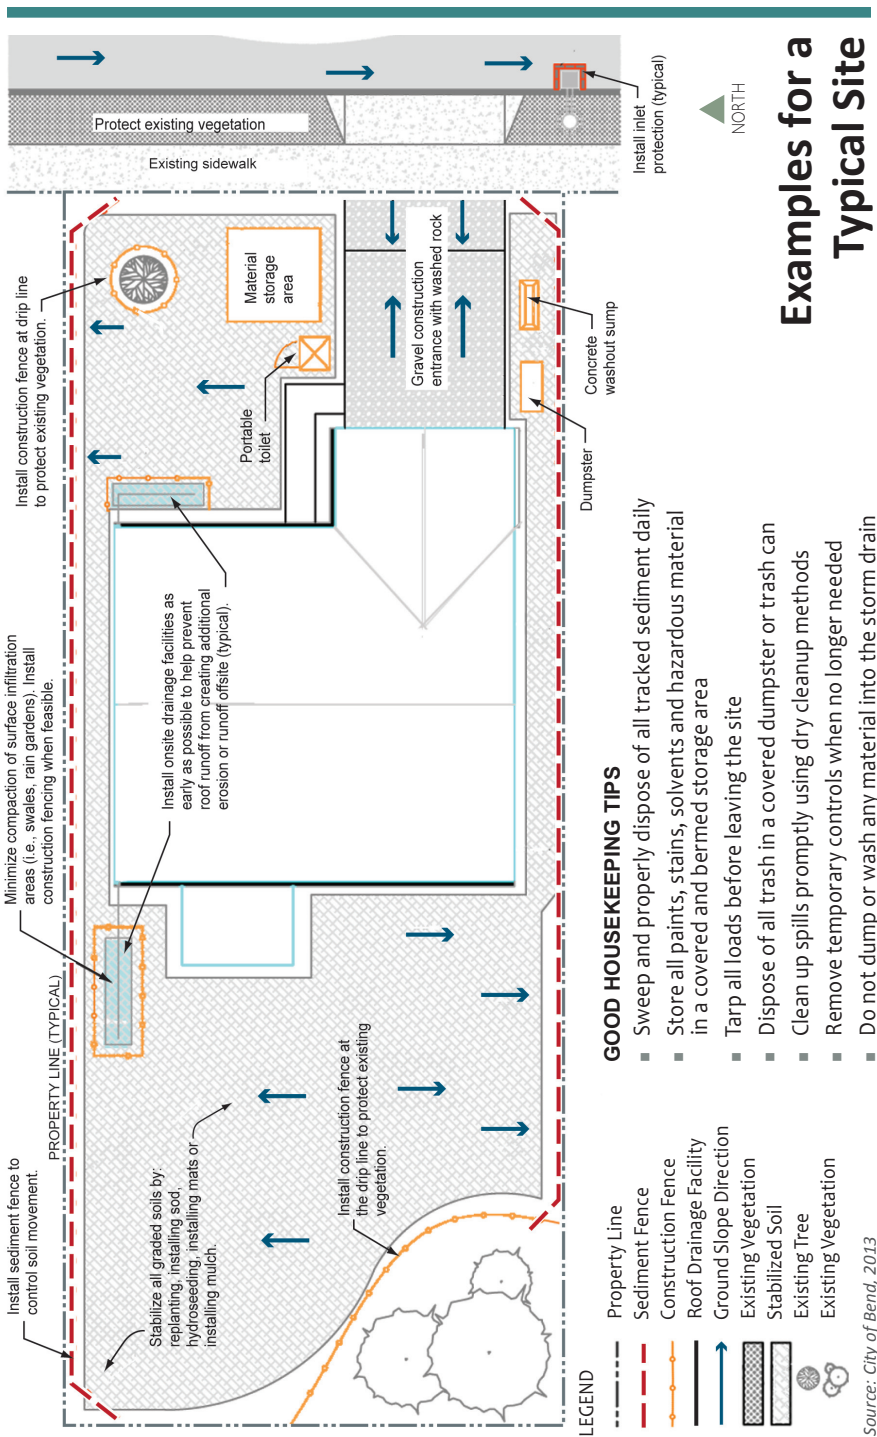 Examples for a
Typical Site
NORTH
Install sediment fence to
control soil movement.
PROPERTY LINE (TYPICAL)
Minimize compaction of surface infiltration
areas (i.e., swales, rain gardens). Install
construction fencing when feasible.
Install construction fence at drip line
to protect existing vegetation.
Protect existing vegetation
Existing sidewalk
Install inlet
protection (typical)
Stabilize all graded soils by:
replanting, installing sod,
hydroseeding, installing mats or
installing mulch.
Install onsite drainage facilities as
early as possible to help prevent
roof runoff from creating additional
erosion or runoff offsite (typical).
Portable
toilet
Material
storage
area
Gravel construction
entrance with washed rock
Install construction fence at
the drip line to protect existing
vegetation.
Dumpster
Concrete
washout sump
LEGEND
Property Line
Sediment Fence
Construction Fence
Roof Drainage Facility
Ground Slope Direction
Existing Vegetation
Stabilized Soil
Existing Tree
Existing Vegetation
Source: City of Bend, 2013
GOOD HOUSEKEEPING TIPS
Sweep and properly dispose of all tracked sediment daily
Store all paints, stains, solvents and hazardous material
in a covered and bermed storage area
Tarp all loads before leaving the site
Dispose of all trash in a covered dumpster or trash can
Clean up spills promptly using dry cleanup methods
Remove temporary controls when no longer needed
Do not dump or wash any material into the storm drain